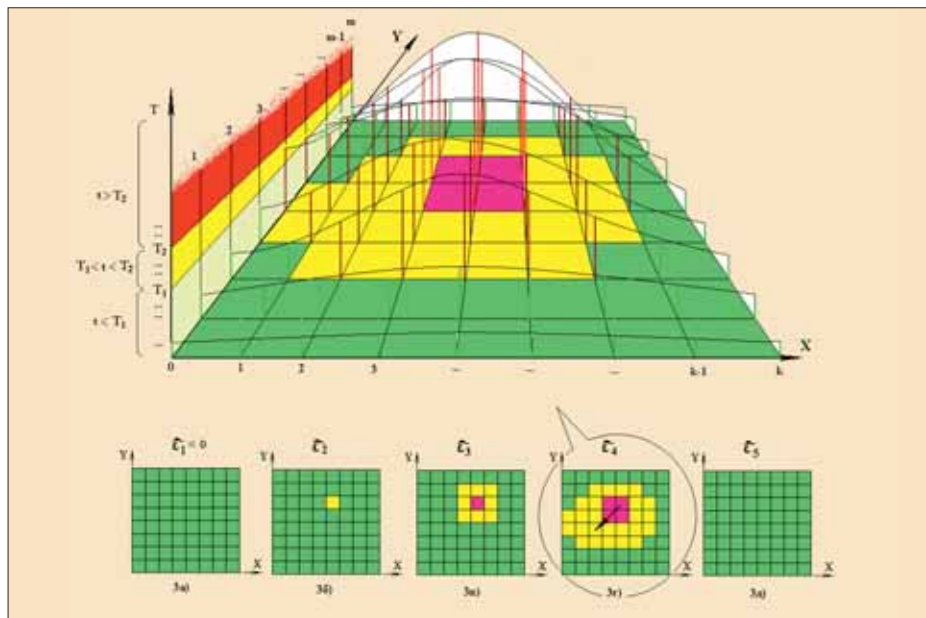 m
m-1
Y
3
T
2
1
t > T₂
T₂
T₁ < t < T₂
T₁
t < T₁
X
0 1 2 3 ... ... ... k-1 k
τ₁ < 0 τ₂ τ₃ τ₄ τ₅
Y Y Y Y Y
X X X X X
3а) 3б) 3в) 3г) 3д)